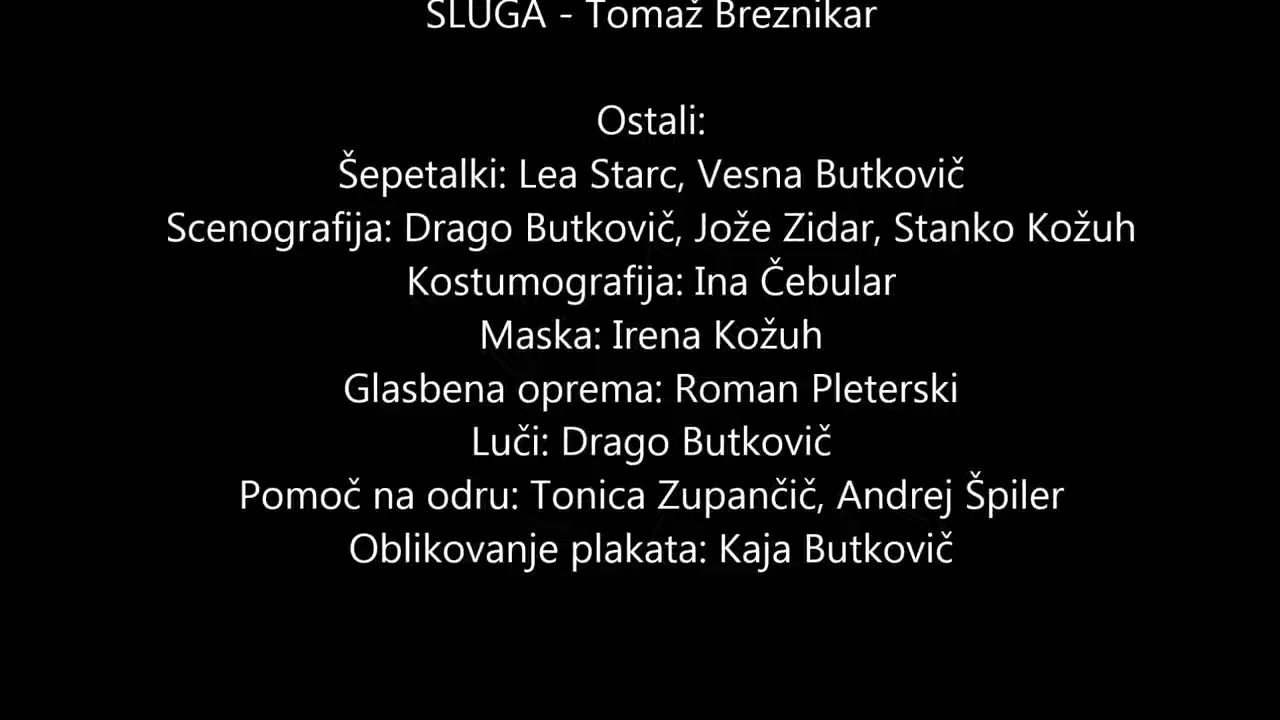 SLUGA - Tomaž Breznikar
Ostali:
Šepetalki: Lea Starc, Vesna Butkovič
Scenografija: Drago Butkovič, Jože Zidar, Stanko Kožuh
Kostumografija: Ina Čebular
Maska: Irena Kožuh
Glasbena oprema: Roman Pleterski
Luči: Drago Butkovič
Pomoč na odru: Tonica Zupančič, Andrej Špiler
Oblikovanje plakata: Kaja Butkovič